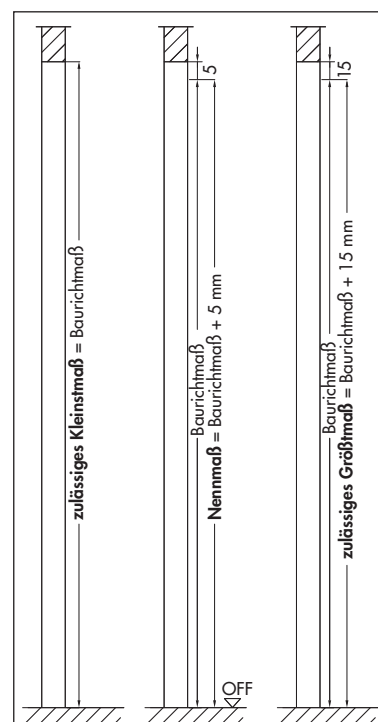 zulässiges Kleinstmaß = Baurichtmaß
5
Baurichtmaß
Nennmaß = Baurichtmaß + 5 mm
15
Baurichtmaß
zulässiges Größtmaß = Baurichtmaß + 15 mm
OFF